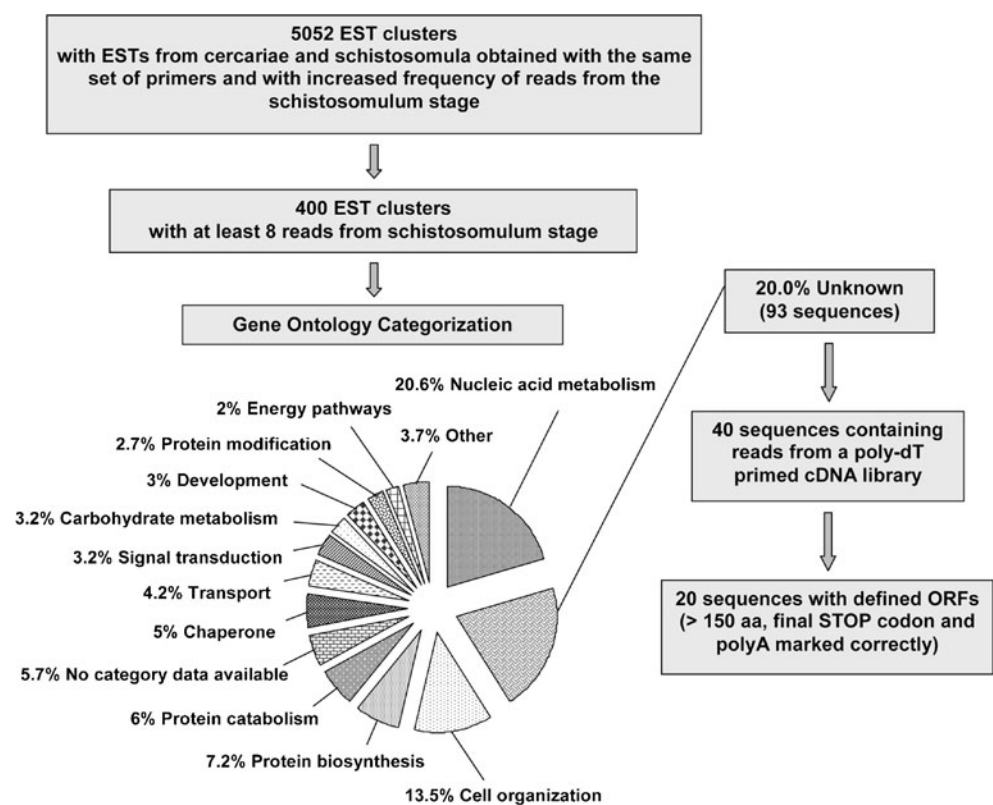 5052 EST clusters
with ESTs from cercariae and schistosomula obtained with the same
set of primers and with increased frequency of reads from the
schistosomulum stage
400 EST clusters
with at least 8 reads from schistosomulum stage
Gene Ontology Categorization
20.0% Unknown
(93 sequences)
40 sequences containing
reads from a poly-dT
primed cDNA library
20 sequences with defined ORFs
(> 150 aa, final STOP codon and
polyA marked correctly)
20.6% Nucleic acid metabolism
2% Energy pathways
3.7% Other
2.7% Protein modification
3% Development
3.2% Carbohydrate metabolism
3.2% Signal transduction
4.2% Transport
5% Chaperone
5.7% No category data available
6% Protein catabolism
7.2% Protein biosynthesis
13.5% Cell organization